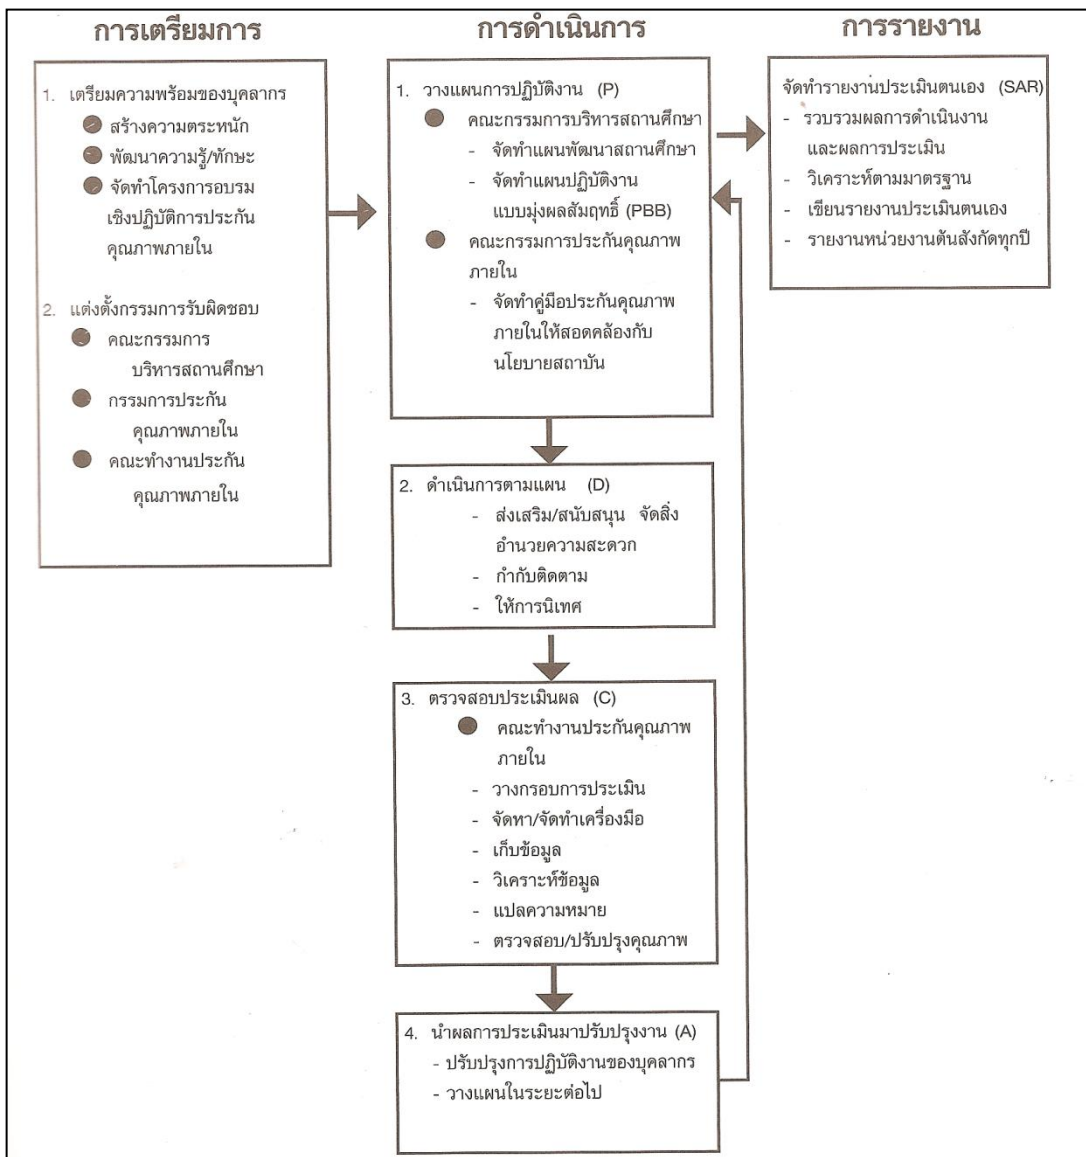 การเตรียมการ
1. เตรียมความพร้อมของบุคลากร
● สร้างความตระหนัก
● พัฒนาความรู้/ทักษะ
● จัดทำโครงการอบรม
เชิงปฏิบัติการประกัน
คุณภาพภายใน
2. แต่งตั้งกรรมการรับผิดชอบ
● คณะกรรมการ
บริหารสถานศึกษา
● กรรมการประกัน
คุณภาพภายใน
● คณะทำงานประกัน
คุณภาพภายใน
การดำเนินการ
1. วางแผนการปฏิบัติงาน (P)
● คณะกรรมการบริหารสถานศึกษา
- จัดทำแผนพัฒนาสถานศึกษา
- จัดทำแผนปฏิบัติงาน
แบบมุ่งผลสัมฤทธิ์ (PBB)
● คณะกรรมการประกันคุณภาพ
ภายใน
- จัดทำคู่มือประกันคุณภาพ
ภายในให้สอดคล้องกับ
นโยบายสถาบัน
2. ดำเนินการตามแผน (D)
- ส่งเสริม/สนับสนุน จัดสิ่ง
อำนวยความสะดวก
- กำกับติดตาม
- ให้การนิเทศ
3. ตรวจสอบประเมินผล (C)
● คณะทำงานประกันคุณภาพ
ภายใน
- วางกรอบการประเมิน
- จัดหา/จัดทำเครื่องมือ
- เก็บข้อมูล
- วิเคราะห์ข้อมูล
- แปลความหมาย
- ตรวจสอบ/ปรับปรุงคุณภาพ
4. นำผลการประเมินมาปรับปรุงงาน (A)
- ปรับปรุงการปฏิบัติงานของบุคลากร
- วางแผนในระยะต่อไป
การรายงาน
จัดทำรายงานประเมินตนเอง (SAR)
- รวบรวมผลการดำเนินงาน
และผลการประเมิน
- วิเคราะห์ตามมาตรฐาน
- เขียนรายงานประเมินตนเอง
- รายงานหน่วยงานต้นสังกัดทุกปี